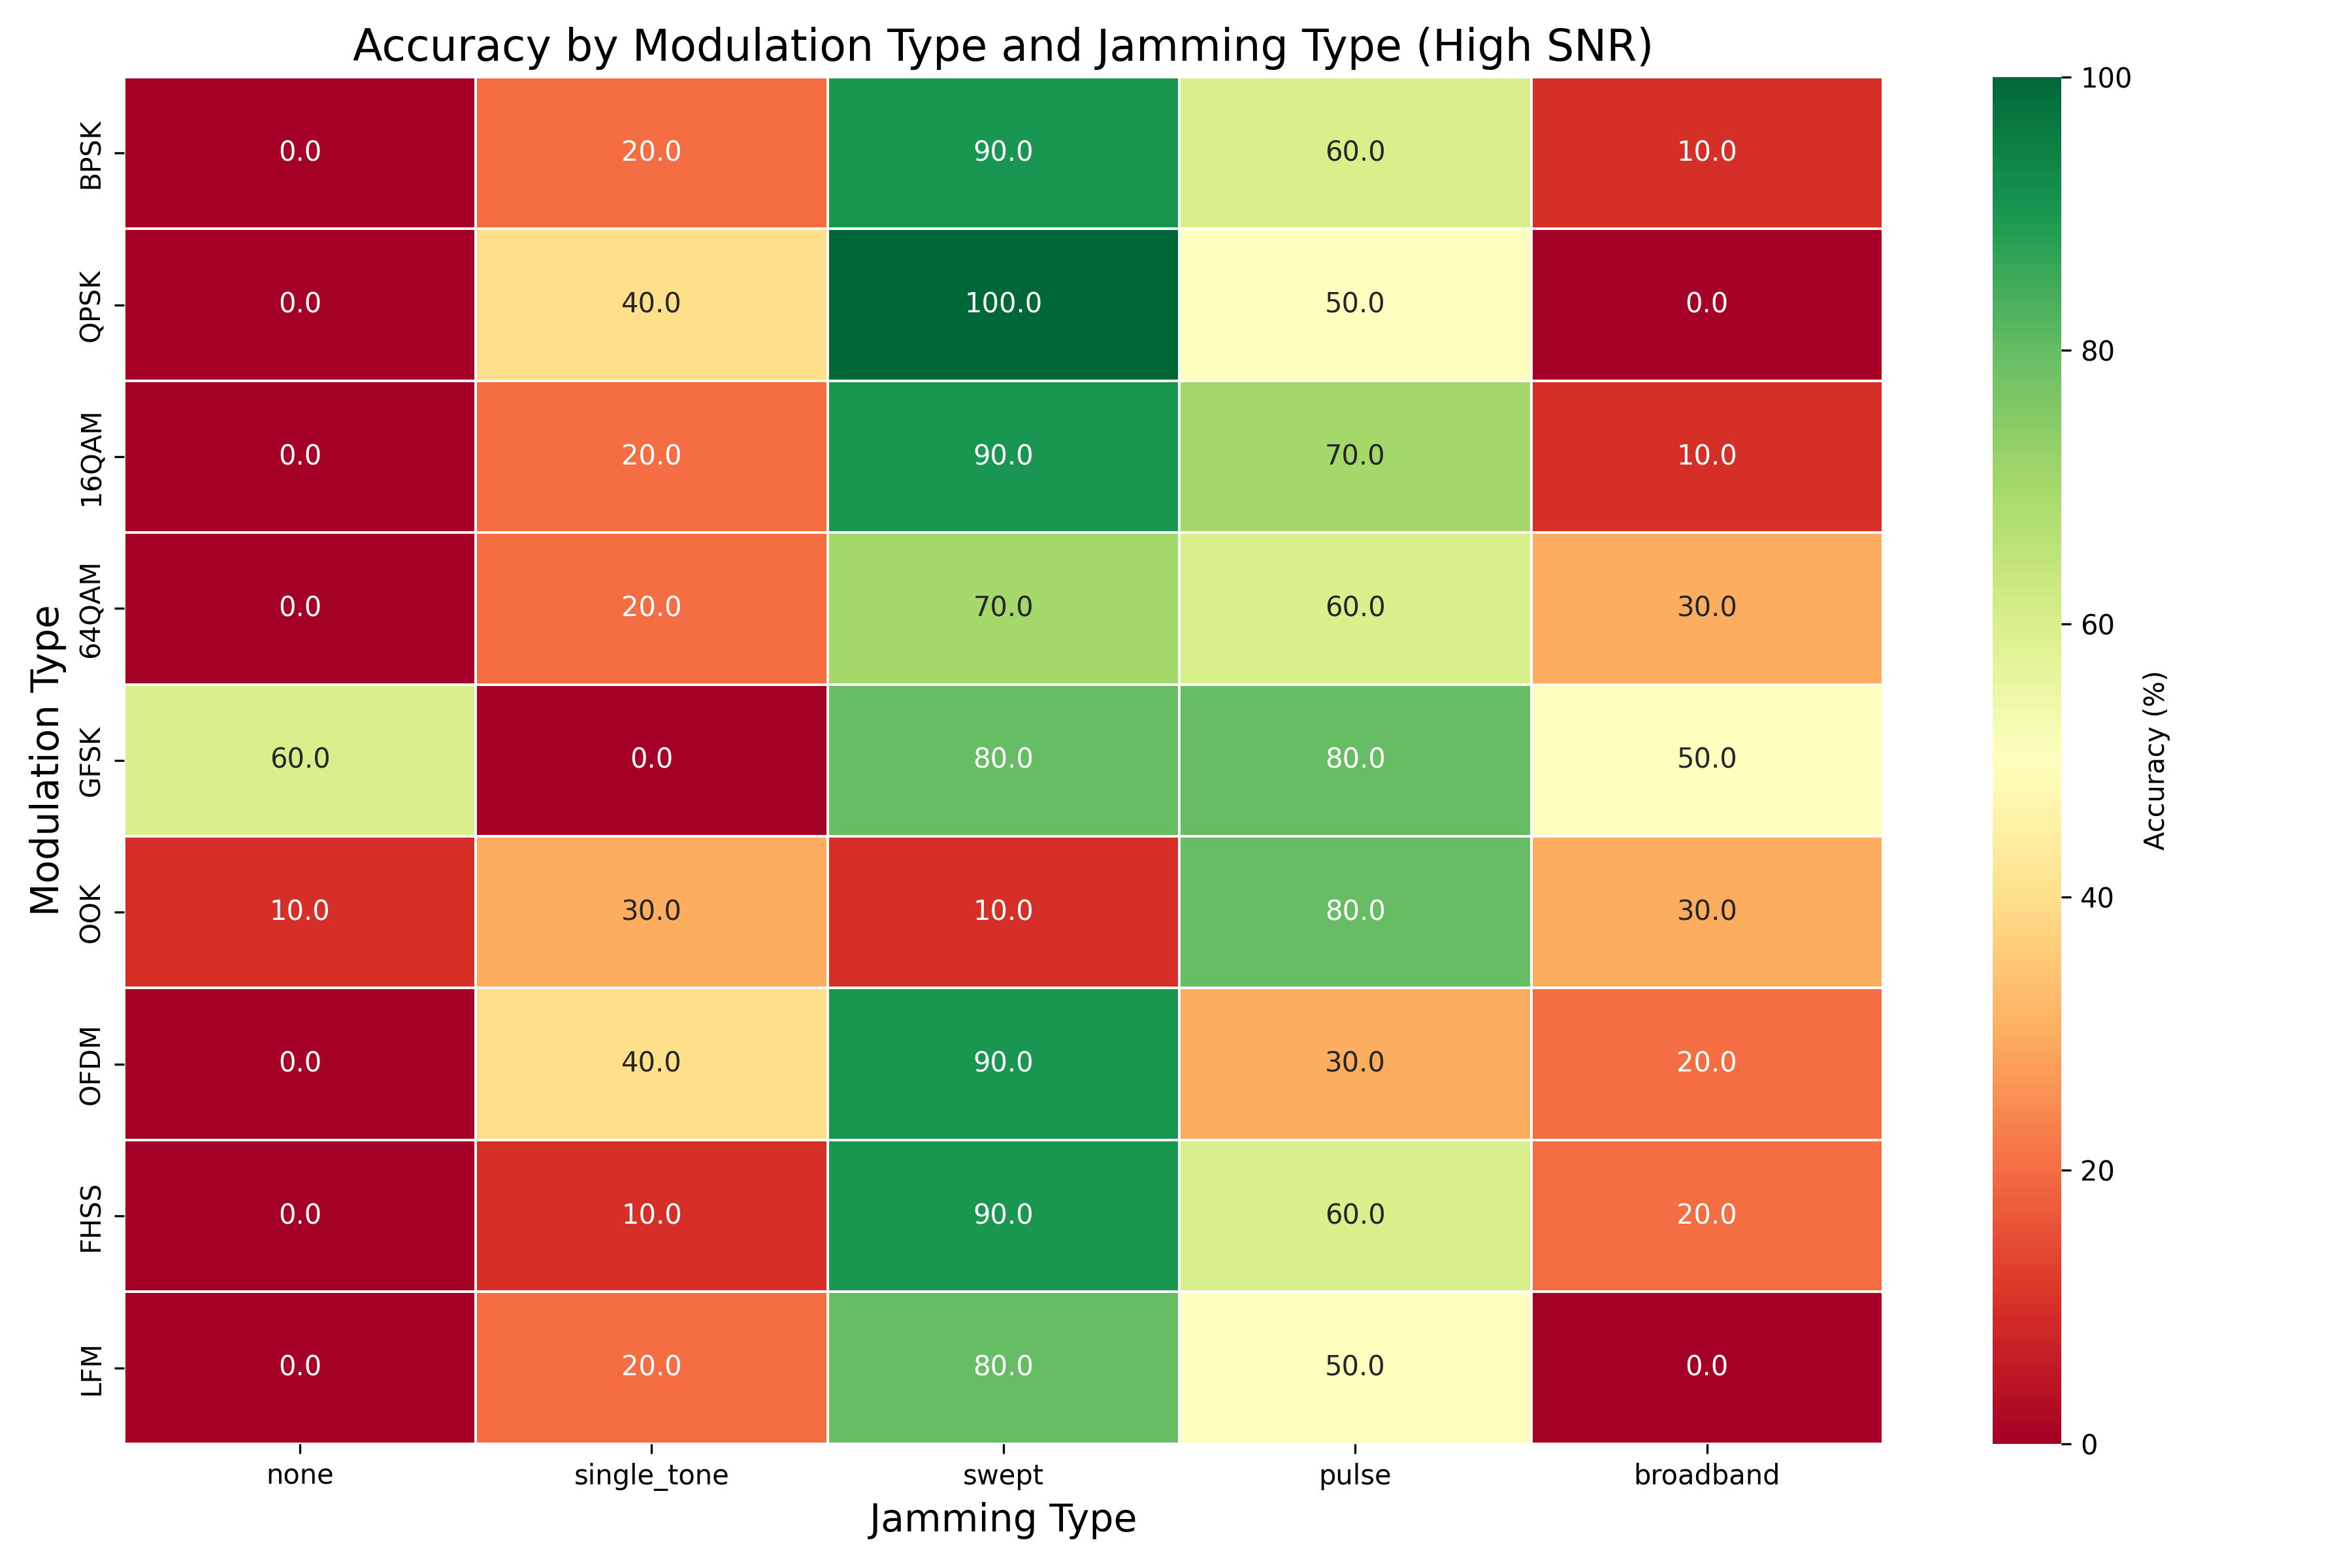 Accuracy by Modulation Type and Jamming Type (High SNR)
Modulation Type
BPSK 0.0 20.0 90.0 60.0 10.0
QPSK 0.0 40.0 100.0 50.0 0.0
16QAM 0.0 20.0 90.0 70.0 10.0
64QAM 0.0 20.0 70.0 60.0 30.0
GFSK 60.0 0.0 80.0 80.0 50.0
OOK 10.0 30.0 10.0 80.0 30.0
OFDM 0.0 40.0 90.0 30.0 20.0
FHSS 0.0 10.0 90.0 60.0 20.0
LFM 0.0 20.0 80.0 50.0 0.0
none single_tone swept pulse broadband
Jamming Type
100
80
60
40
20
0
Accuracy (%)